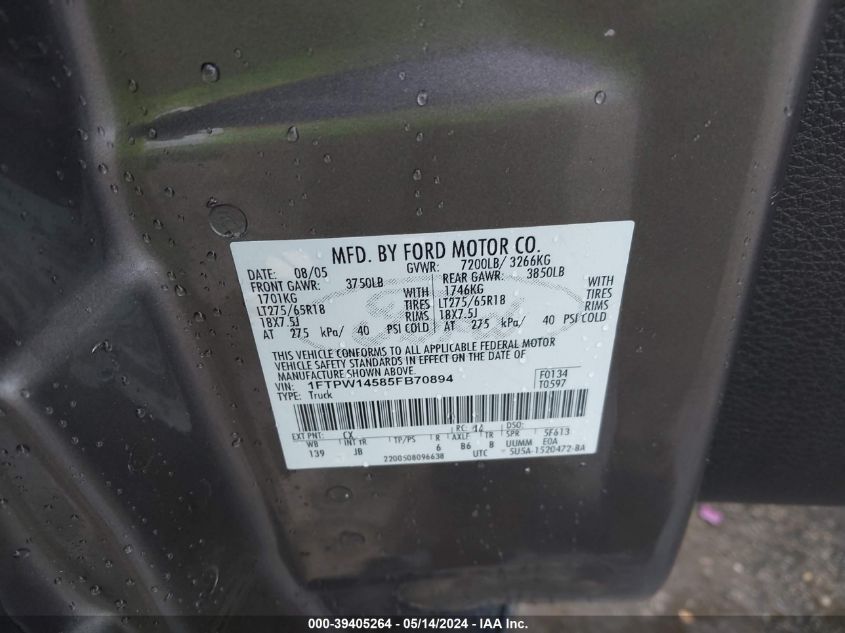 MFD. BY FORD MOTOR CO.
DATE: 08/05 GVWR: 7200LB/ 3266KG
FRONT GAWR: 3750LB REAR GAWR: 3850LB
1701KG WITH 1746KG WITH
LT275/65R18 TIRES LT275/65R18 TIRES
18X7.5J RIMS 18X7.5J RIMS
AT 275 kPa/ 40 PSI COLD AT 275 kPa/ 40 PSI COLD
THIS VEHICLE CONFORMS TO ALL APPLICABLE FEDERAL MOTOR
VEHICLE SAFETY STANDARDS IN EFFECT ON THE DATE OF
MANUFACTURE SHOWN ABOVE.
VIN: 1FTPW14585FB70894 F0134
TYPE: Truck T0597
EXT PNT: CX RC: 14 DSO:
WB INT TR TP/PS R AXLE TR SPR 5F613
139 JB 6 B6 B UUMM E0A
2200508096638 UTC 5U5A-1520472-BA
000-39405264 - 05/14/2024 - IAAI.com